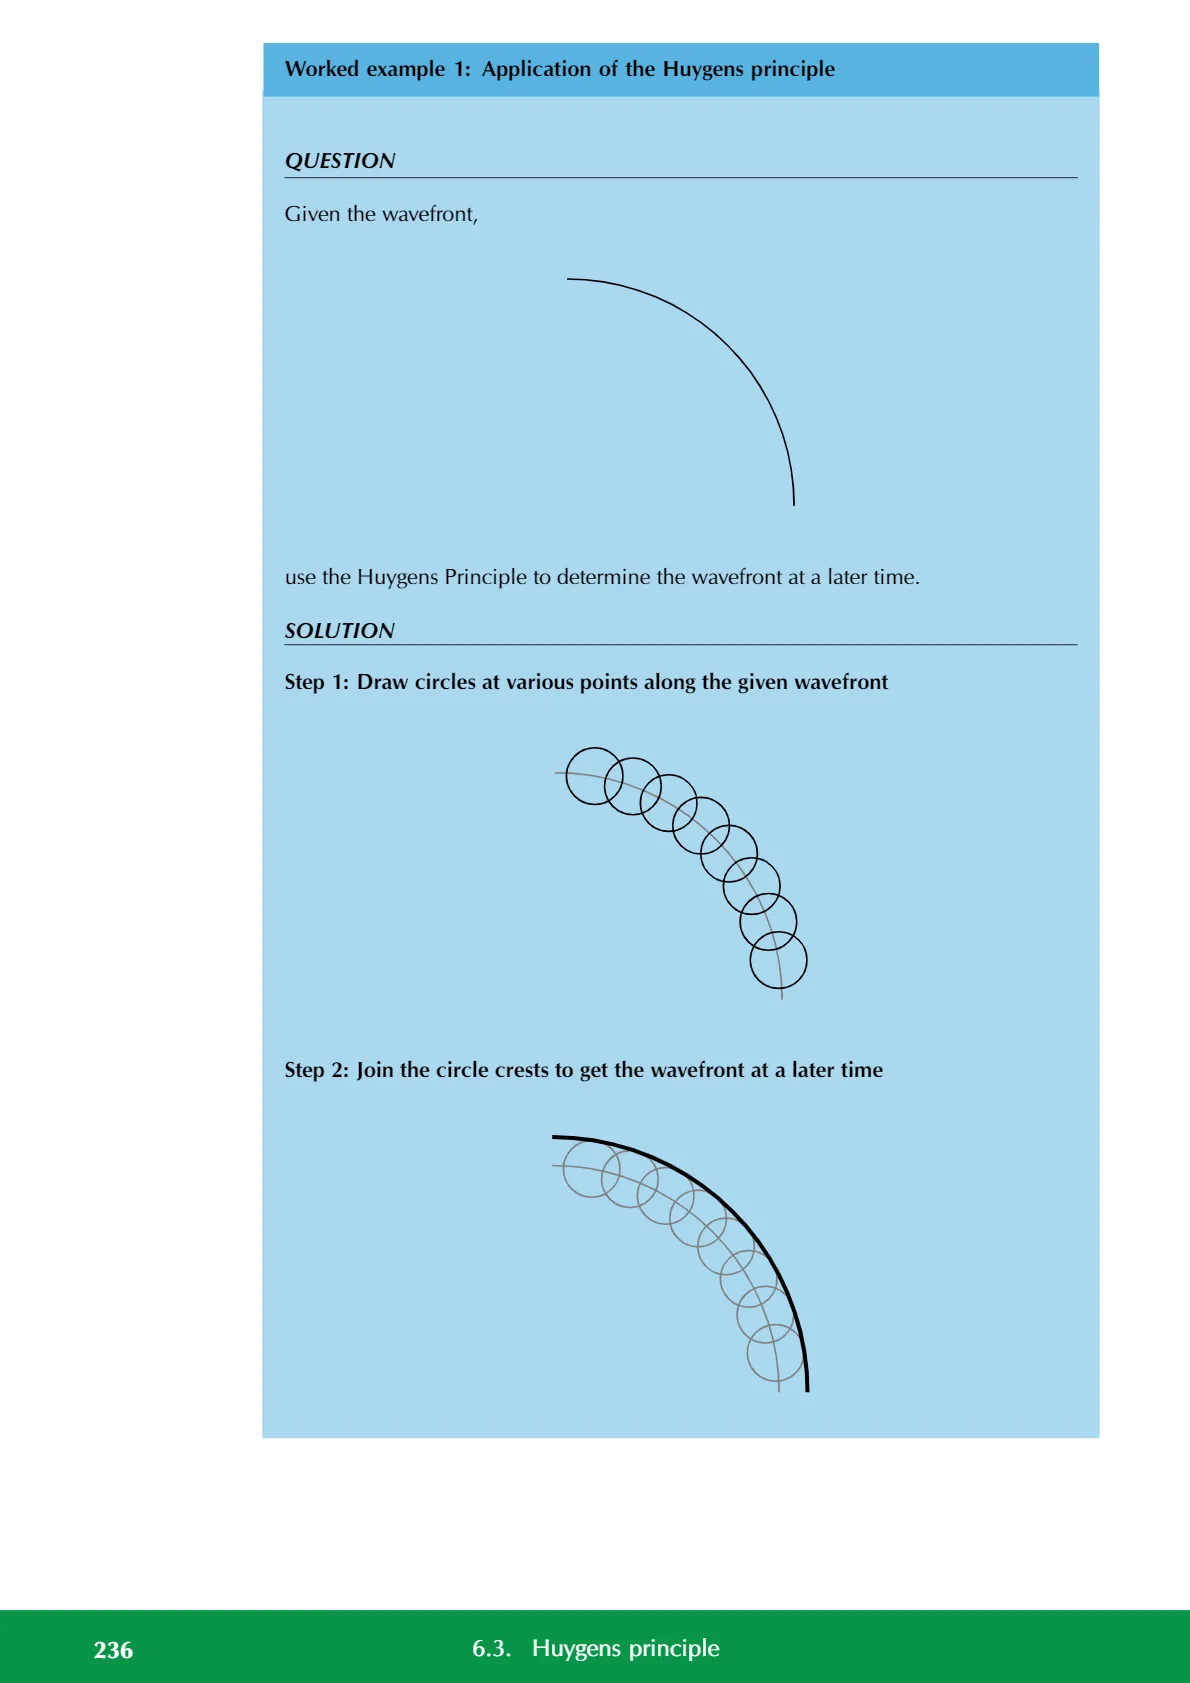 Worked example 1: Application of the Huygens principle
QUESTION
Given the wavefront,
use the Huygens Principle to determine the wavefront at a later time.
SOLUTION
Step 1: Draw circles at various points along the given wavefront
Step 2: Join the circle crests to get the wavefront at a later time
236
6.3. Huygens principle